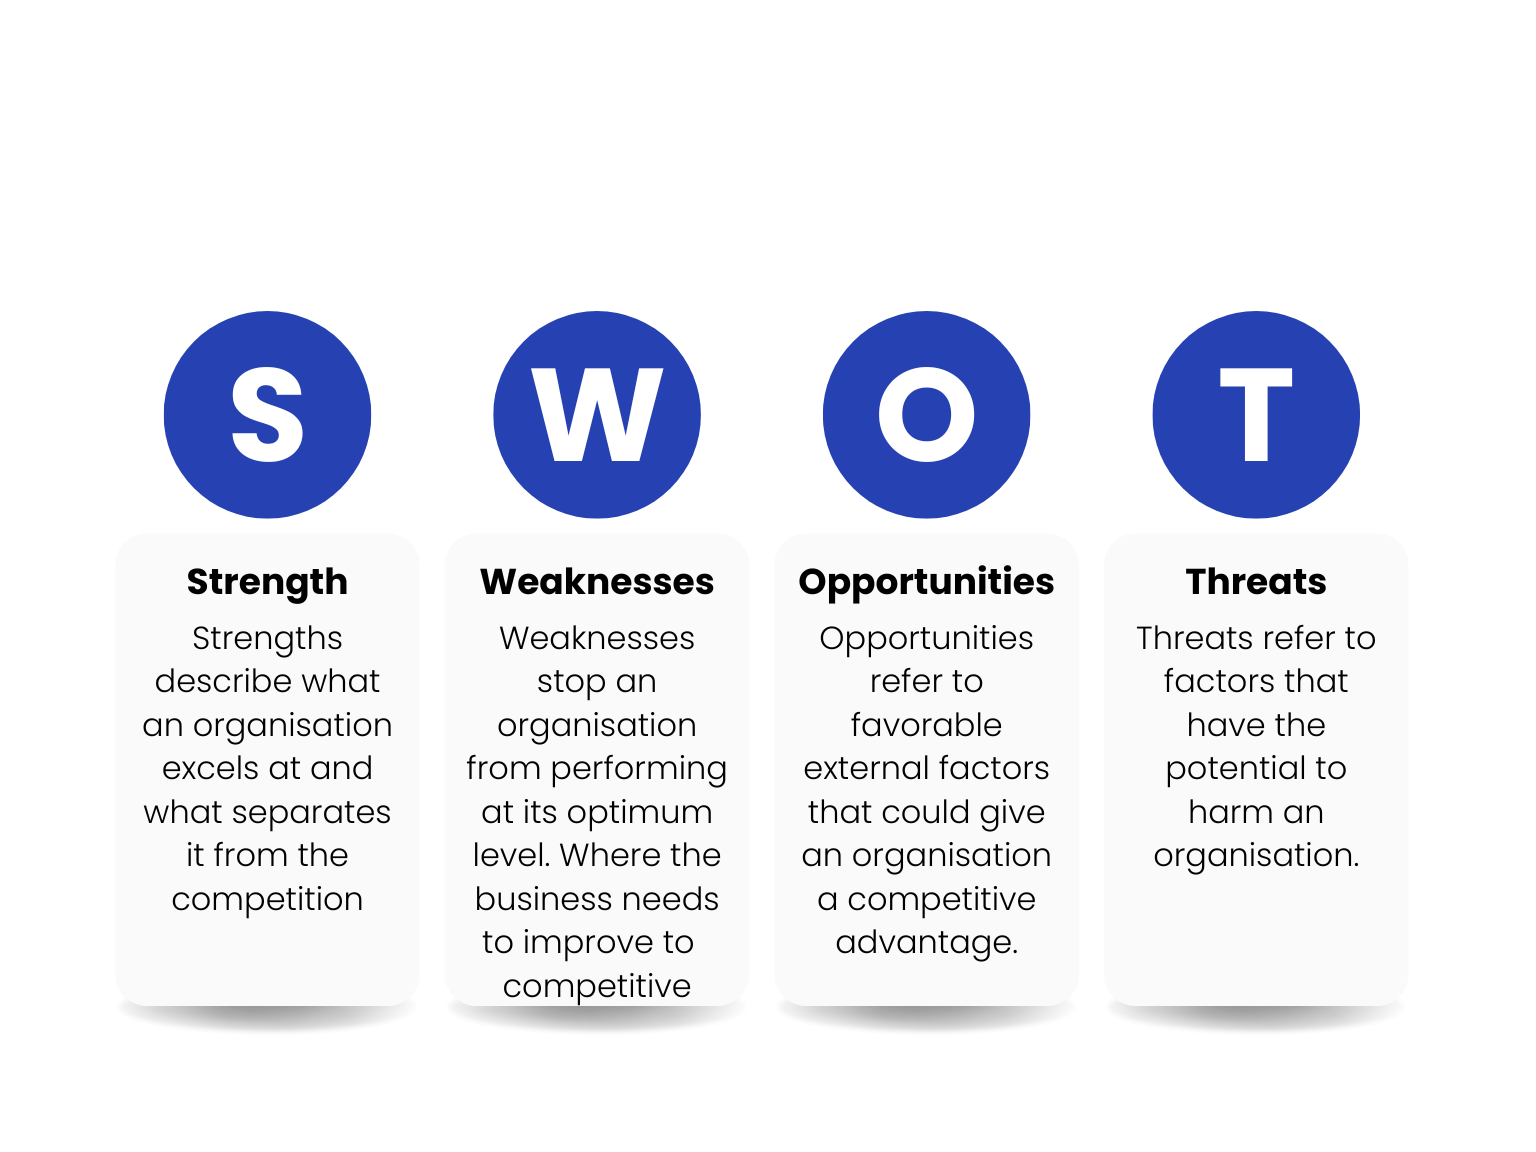 S
W
O
T
Strength
Strengths
describe what
an organisation
excels at and
what separates
it from the
competition
Weaknesses
Weaknesses
stop an
organisation
from performing
at its optimum
level. Where the
business needs
to improve to
competitive
Opportunities
Opportunities
refer to
favorable
external factors
that could give
an organisation
a competitive
advantage.
Threats
Threats refer to
factors that
have the
potential to
harm an
organisation.